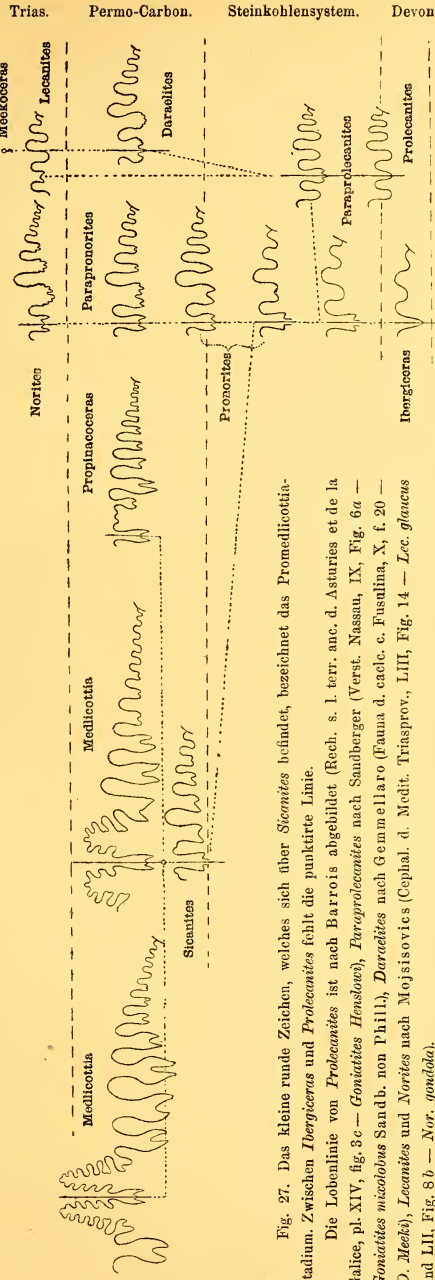 Trias.
Permo-Carbon.
Steinkohlensystem.
Devon
Meekoceras
Lecanites
Daraelites
Paraprolecanites
Prolecanites
Norites
Parapronorites
Pronorites
Ibergiceras
Propinacoceras
Medlicottia
Sicanites
Medlicottia
Fig. 27. Das kleine runde Zeichen, welches sich über Sicanites befindet, bezeichnet das Promedlicottia-
tadium. Zwischen Ibergiceras und Prolecanites fehlt die punktirte Linie.
Die Lobenlinie von Prolecanites ist nach Barrois abgebildet (Rech. s. l. terr. anc. d. Asturies et de la
alice, pl. XIV, fig. 3c — Goniatites Henslowi), Paraprolecanites nach Sandberger (Verst. Nassau, IX, Fig. 6a —
oniatites mixolobus Sandb. non Phill.), Daraelites nach Gemmellaro (Fauna d. calc. c. Fusulina, X, f. 20 —
D. Meeki), Lecanites und Norites nach Mojsisovics (Cephal. d. Medit. Triasprov., LIII, Fig. 14 — Lec. glaucus
nd LII, Fig. 8b — Nor. gondola).